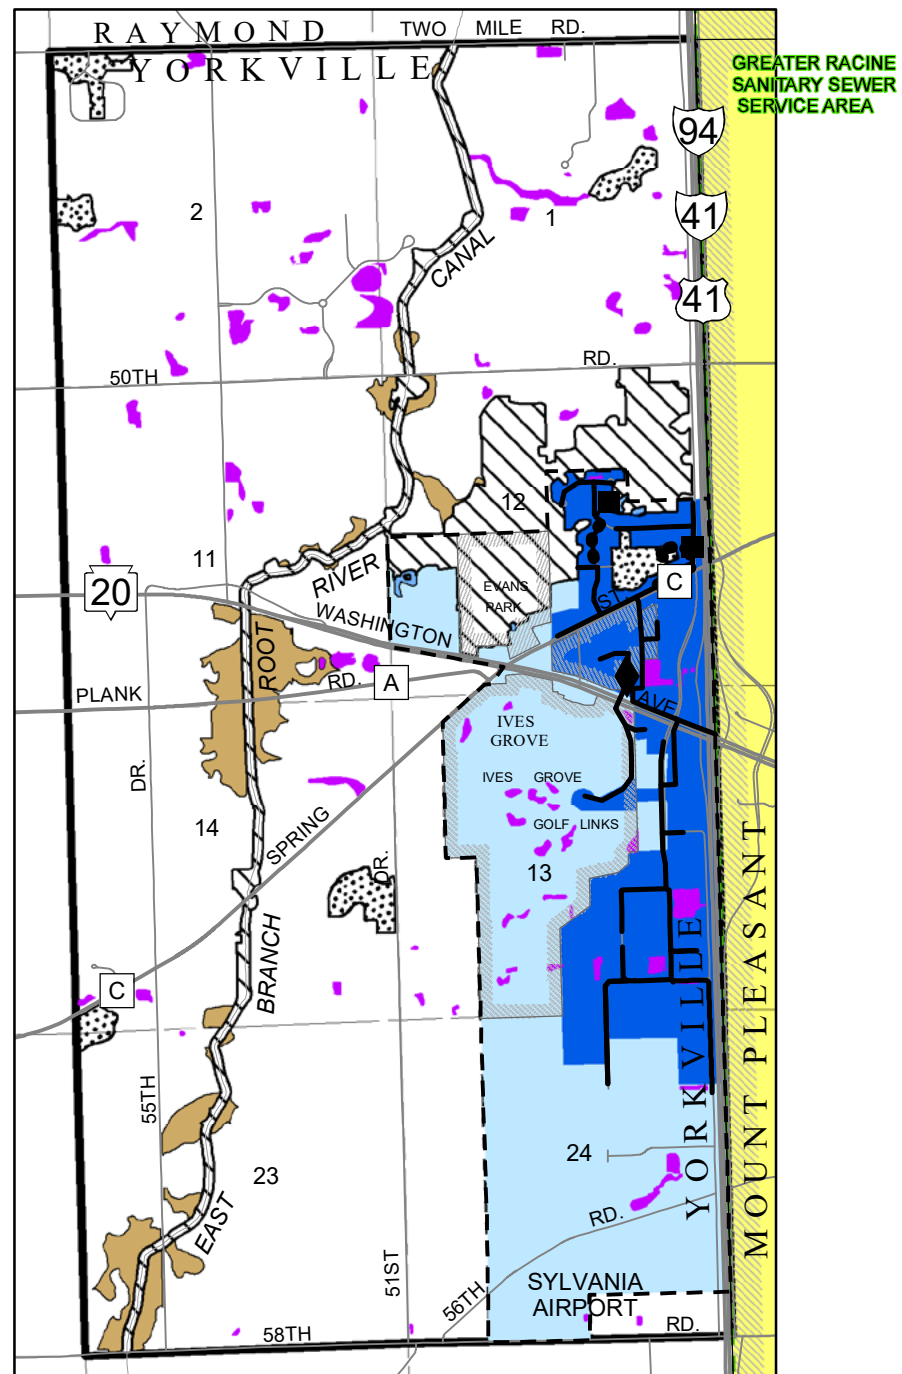 RAYMOND
TWO MILE RD.
YORKVILLE
GREATER RACINE
SANITARY SEWER
SERVICE AREA
94
2
1
41
CANAL
41
50TH
RD.
12
11
RIVER
EVANS
PARK
20
C
ST
WASHINGTON
ROOT
A
PLANK
RD.
AVE
IVES
GROVE
DR.
IVES GROVE
GOLF LINKS
14
SPRING
DR.
13
BRANCH
C
YORKVILLE
MOUNT PLEASANT
55TH
24
23
EAST
RD.
51ST
56TH
SYLVANIA
AIRPORT
58TH
RD.